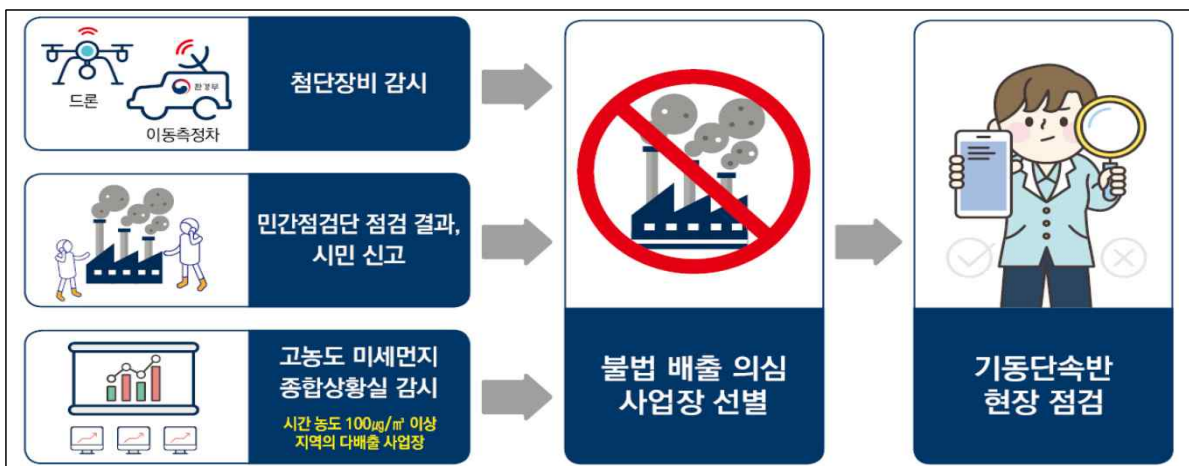 드론
환경부
이동측정차
첨단장비 감시
민간점검단 점검 결과,
시민 신고
고농도 미세먼지
종합상황실 감시
시간 농도 100㎍/㎥ 이상
지역의 다배출 사업장
불법 배출 의심
사업장 선별
기동단속반
현장 점검